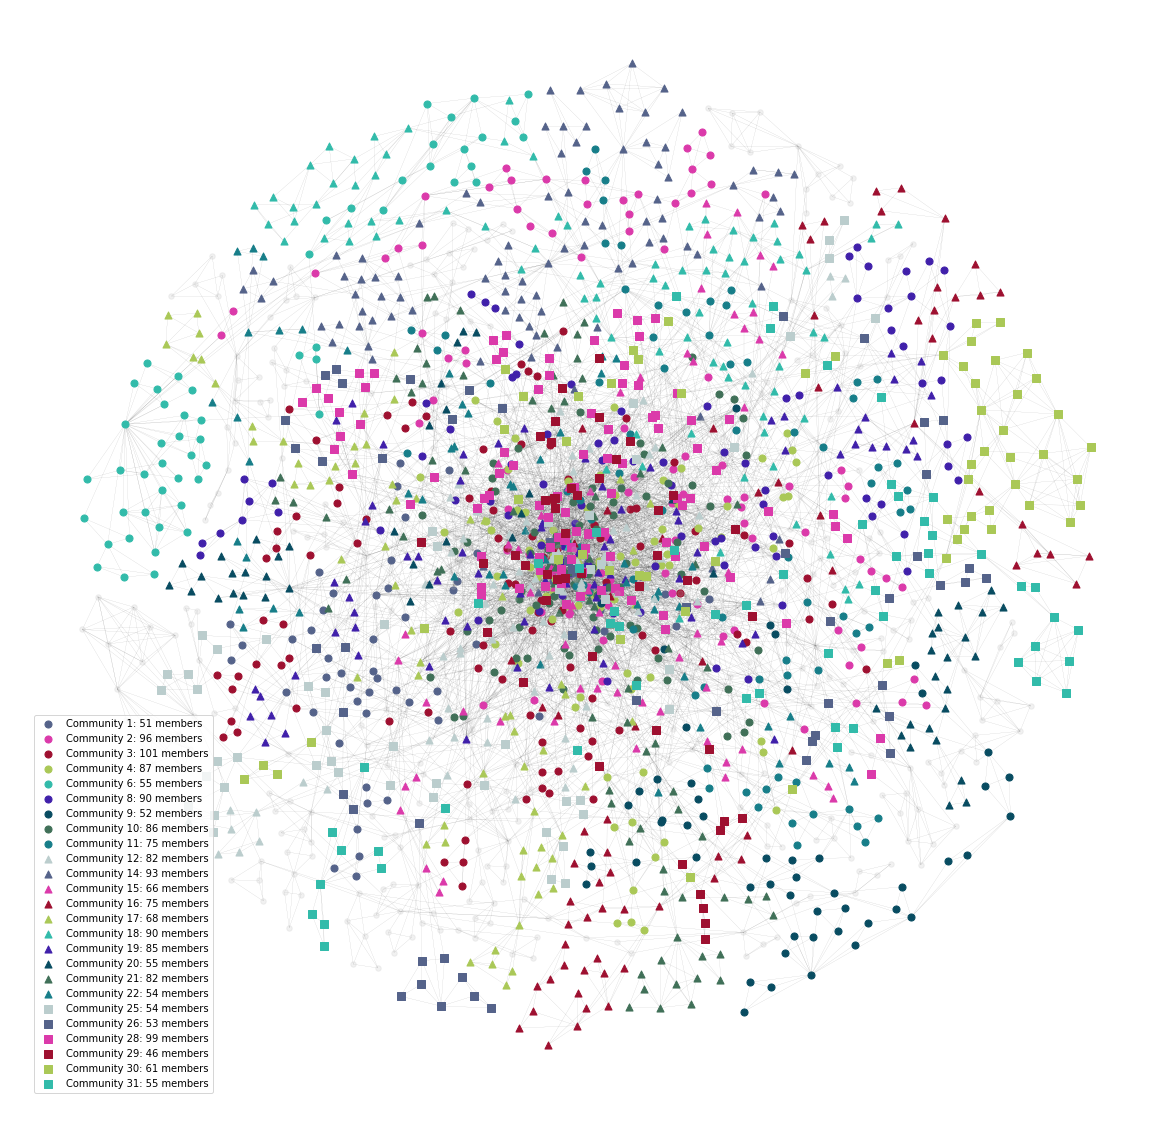 Community 1: 51 members
Community 2: 96 members
Community 3: 101 members
Community 4: 87 members
Community 6: 55 members
Community 8: 90 members
Community 9: 52 members
Community 10: 86 members
Community 11: 75 members
Community 12: 82 members
Community 14: 93 members
Community 15: 66 members
Community 16: 75 members
Community 17: 68 members
Community 18: 90 members
Community 19: 85 members
Community 20: 55 members
Community 21: 82 members
Community 22: 54 members
Community 25: 54 members
Community 26: 53 members
Community 28: 99 members
Community 29: 46 members
Community 30: 61 members
Community 31: 55 members